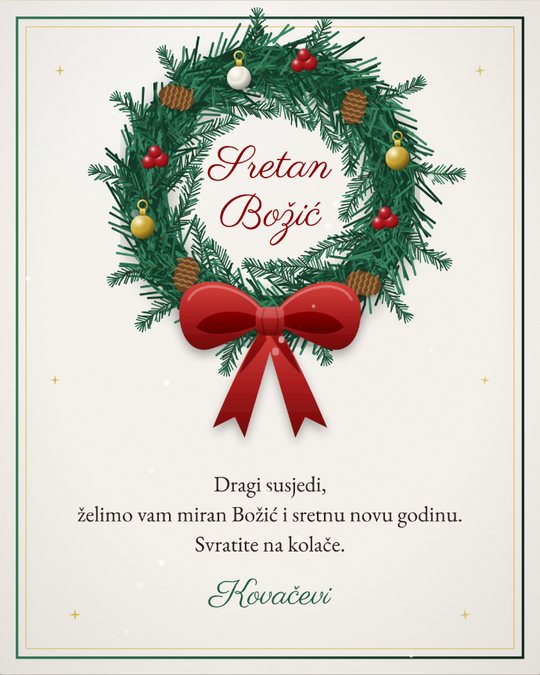 Sretan
Božić
Dragi susjedi,
želimo vam miran Božić i sretnu novu godinu.
Svratite na kolače.
Kovačevi